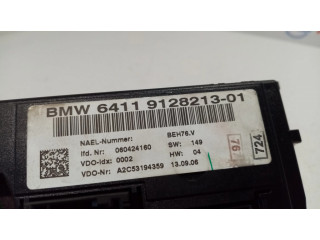 BMW 6411 9128213-01
NAEL-Nummer: BEH76.V
lfd. Nr: 060424160 SW: 149
VDO-Idx: 0002 HW: 04
VDO-Nr: A2C53194359 13.09.06
76
724